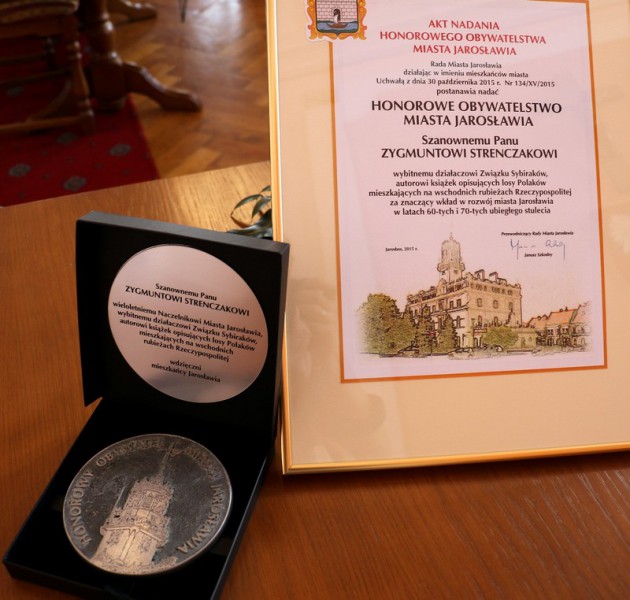 AKT NADANIA
HONOROWEGO OBYWATELSTWA
MIASTA JAROSŁAWIA
Rada Miasta Jarosławia
działając w imieniu mieszkańców miasta
Uchwałą z dnia 30 października 2015 r. Nr 134/XV/2015
postanawia nadać
HONOROWE OBYWATELSTWO
MIASTA JAROSŁAWIA
Szanownemu Panu
ZYGMUNTOWI STRENCZAKOWI
wybitnemu działaczowi Związku Sybiraków,
autorowi książek opisujących losy Polaków
mieszkających na wschodnich rubieżach Rzeczypospolitej
za znaczący wkład w rozwój miasta Jarosławia
w latach 60-tych i 70-tych ubiegłego stulecia
Przewodniczący Rady Miasta Jarosławia
Jarosław, 2015 r.
Janusz Szkodny
Szanownemu Panu
ZYGMUNTOWI STRENCZAKOWI
wieloletniemu Naczelnikowi Miasta Jarosławia,
wybitnemu działaczowi Związku Sybiraków,
autorowi książek opisujących losy Polaków
mieszkających na wschodnich
rubieżach Rzeczypospolitej
wdzięczni
mieszkańcy Jarosławia
HONOROWY OBYWATEL MIASTA JAROSŁAWIA